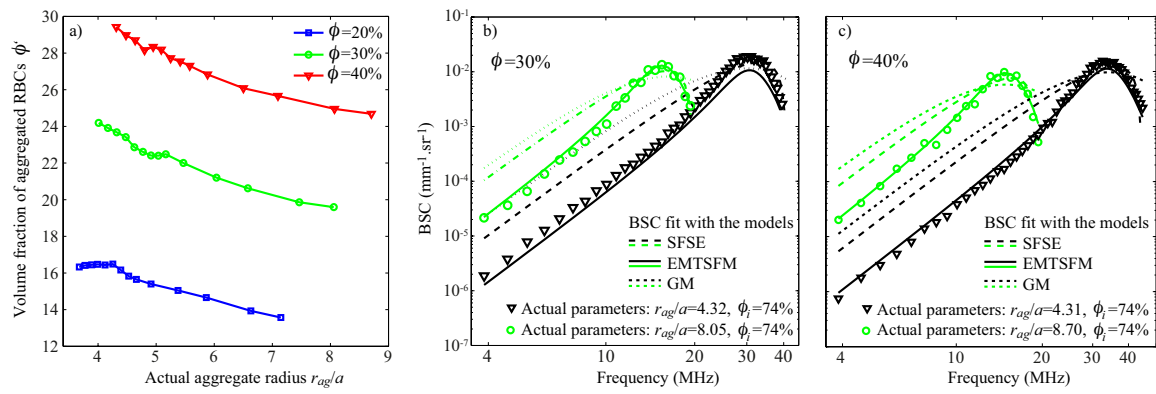 a)
ϕ=20%
ϕ=30%
ϕ=40%
Volume fraction of aggregated RBCs ϕ‘
30
28
26
24
22
20
18
16
14
12
4
5
6
7
8
9
Actual aggregate radius r_ag/a
b)
ϕ=30%
BSC (mm⁻¹.sr⁻¹)
10⁻¹
10⁻²
10⁻³
10⁻⁴
10⁻⁵
10⁻⁶
10⁻⁷
BSC fit with the models
SFSE
EMTSFM
GM
Actual parameters: r_ag/a=4.32, ϕ_i=74%
Actual parameters: r_ag/a=8.05, ϕ_i=74%
4
10
20
30
40
Frequency (MHz)
c)
ϕ=40%
BSC fit with the models
SFSE
EMTSFM
GM
Actual parameters: r_ag/a=4.31, ϕ_i=74%
Actual parameters: r_ag/a=8.70, ϕ_i=74%
4
10
20
30
40
Frequency (MHz)